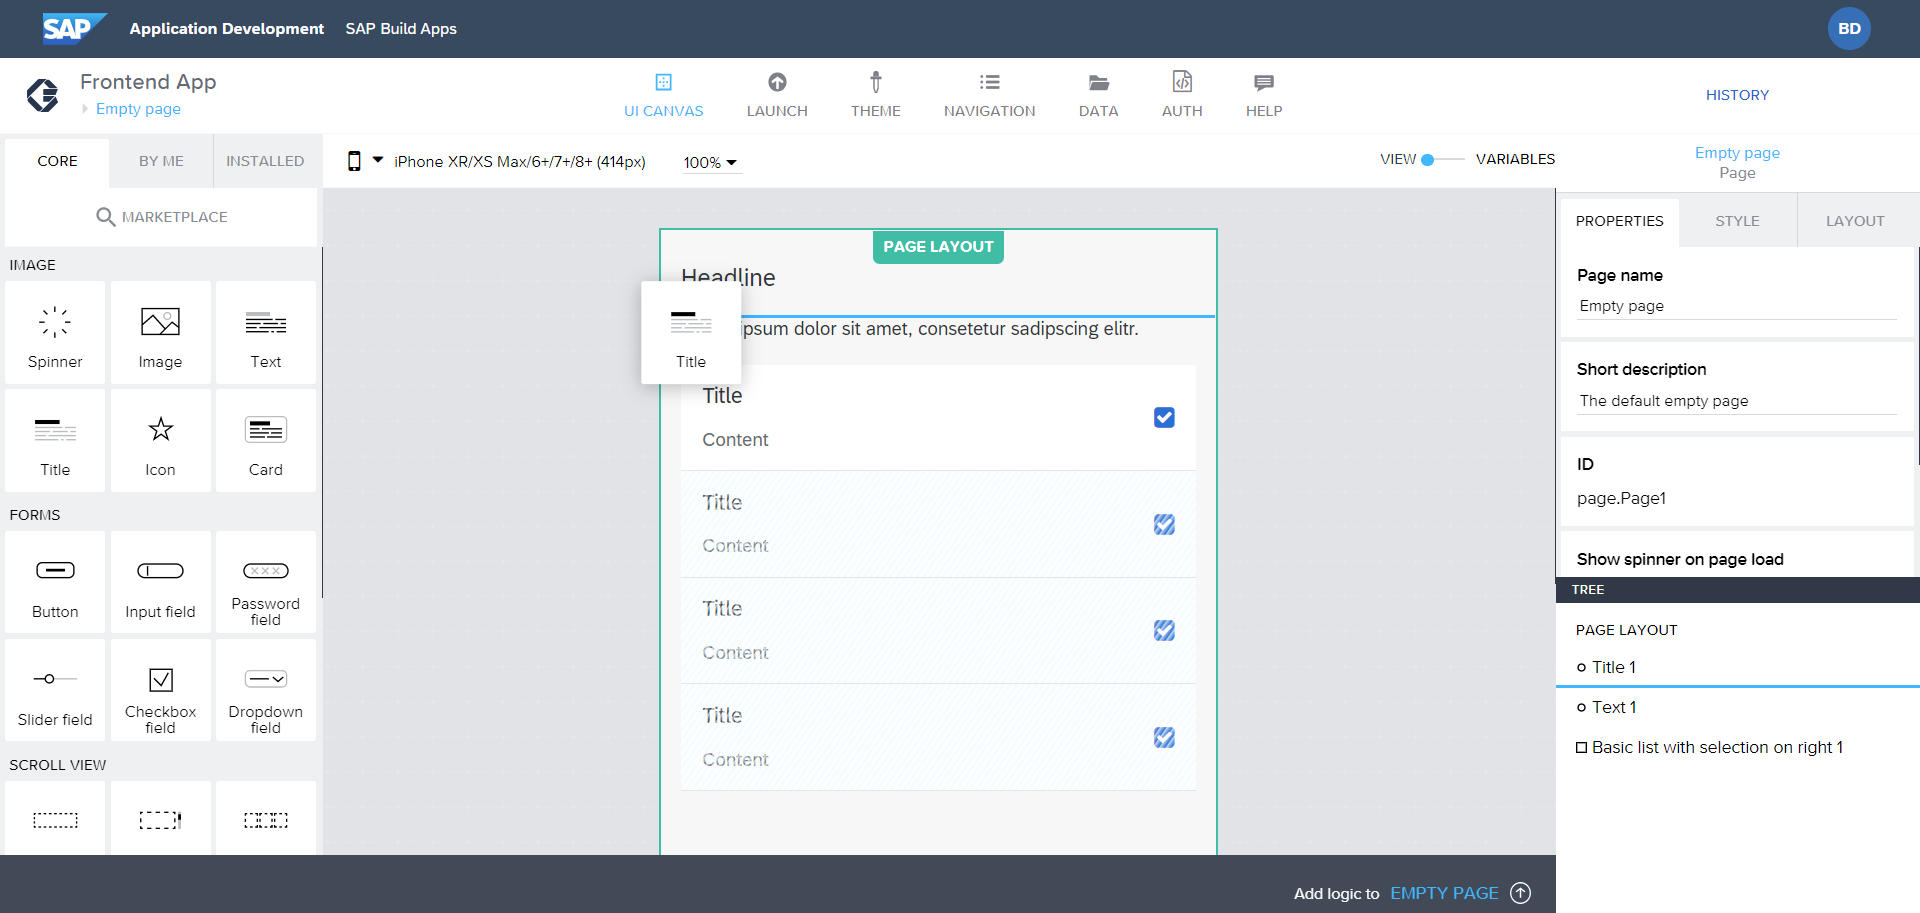 SAP Application Development SAP Build Apps BD
Frontend App
Empty page
UI CANVAS LAUNCH THEME NAVIGATION DATA AUTH HELP
HISTORY
CORE BY ME INSTALLED
iPhone XR/XS Max/6+/7+/8+ (414px) 100%
VIEW VARIABLES
Empty page
Page
MARKETPLACE
PROPERTIES STYLE LAYOUT
IMAGE
Spinner Image Text
Title Icon Card
FORMS
Button Input field Password field
Slider field Checkbox field Dropdown field
SCROLL VIEW
PAGE LAYOUT
Headline
Title
ipsum dolor sit amet, consetetur sadipscing elitr.
Title
Content
Title
Content
Title
Content
Title
Content
Add logic to EMPTY PAGE
Page name
Empty page
Short description
The default empty page
ID
page.Page1
Show spinner on page load
TREE
PAGE LAYOUT
Title 1
Text 1
Basic list with selection on right 1